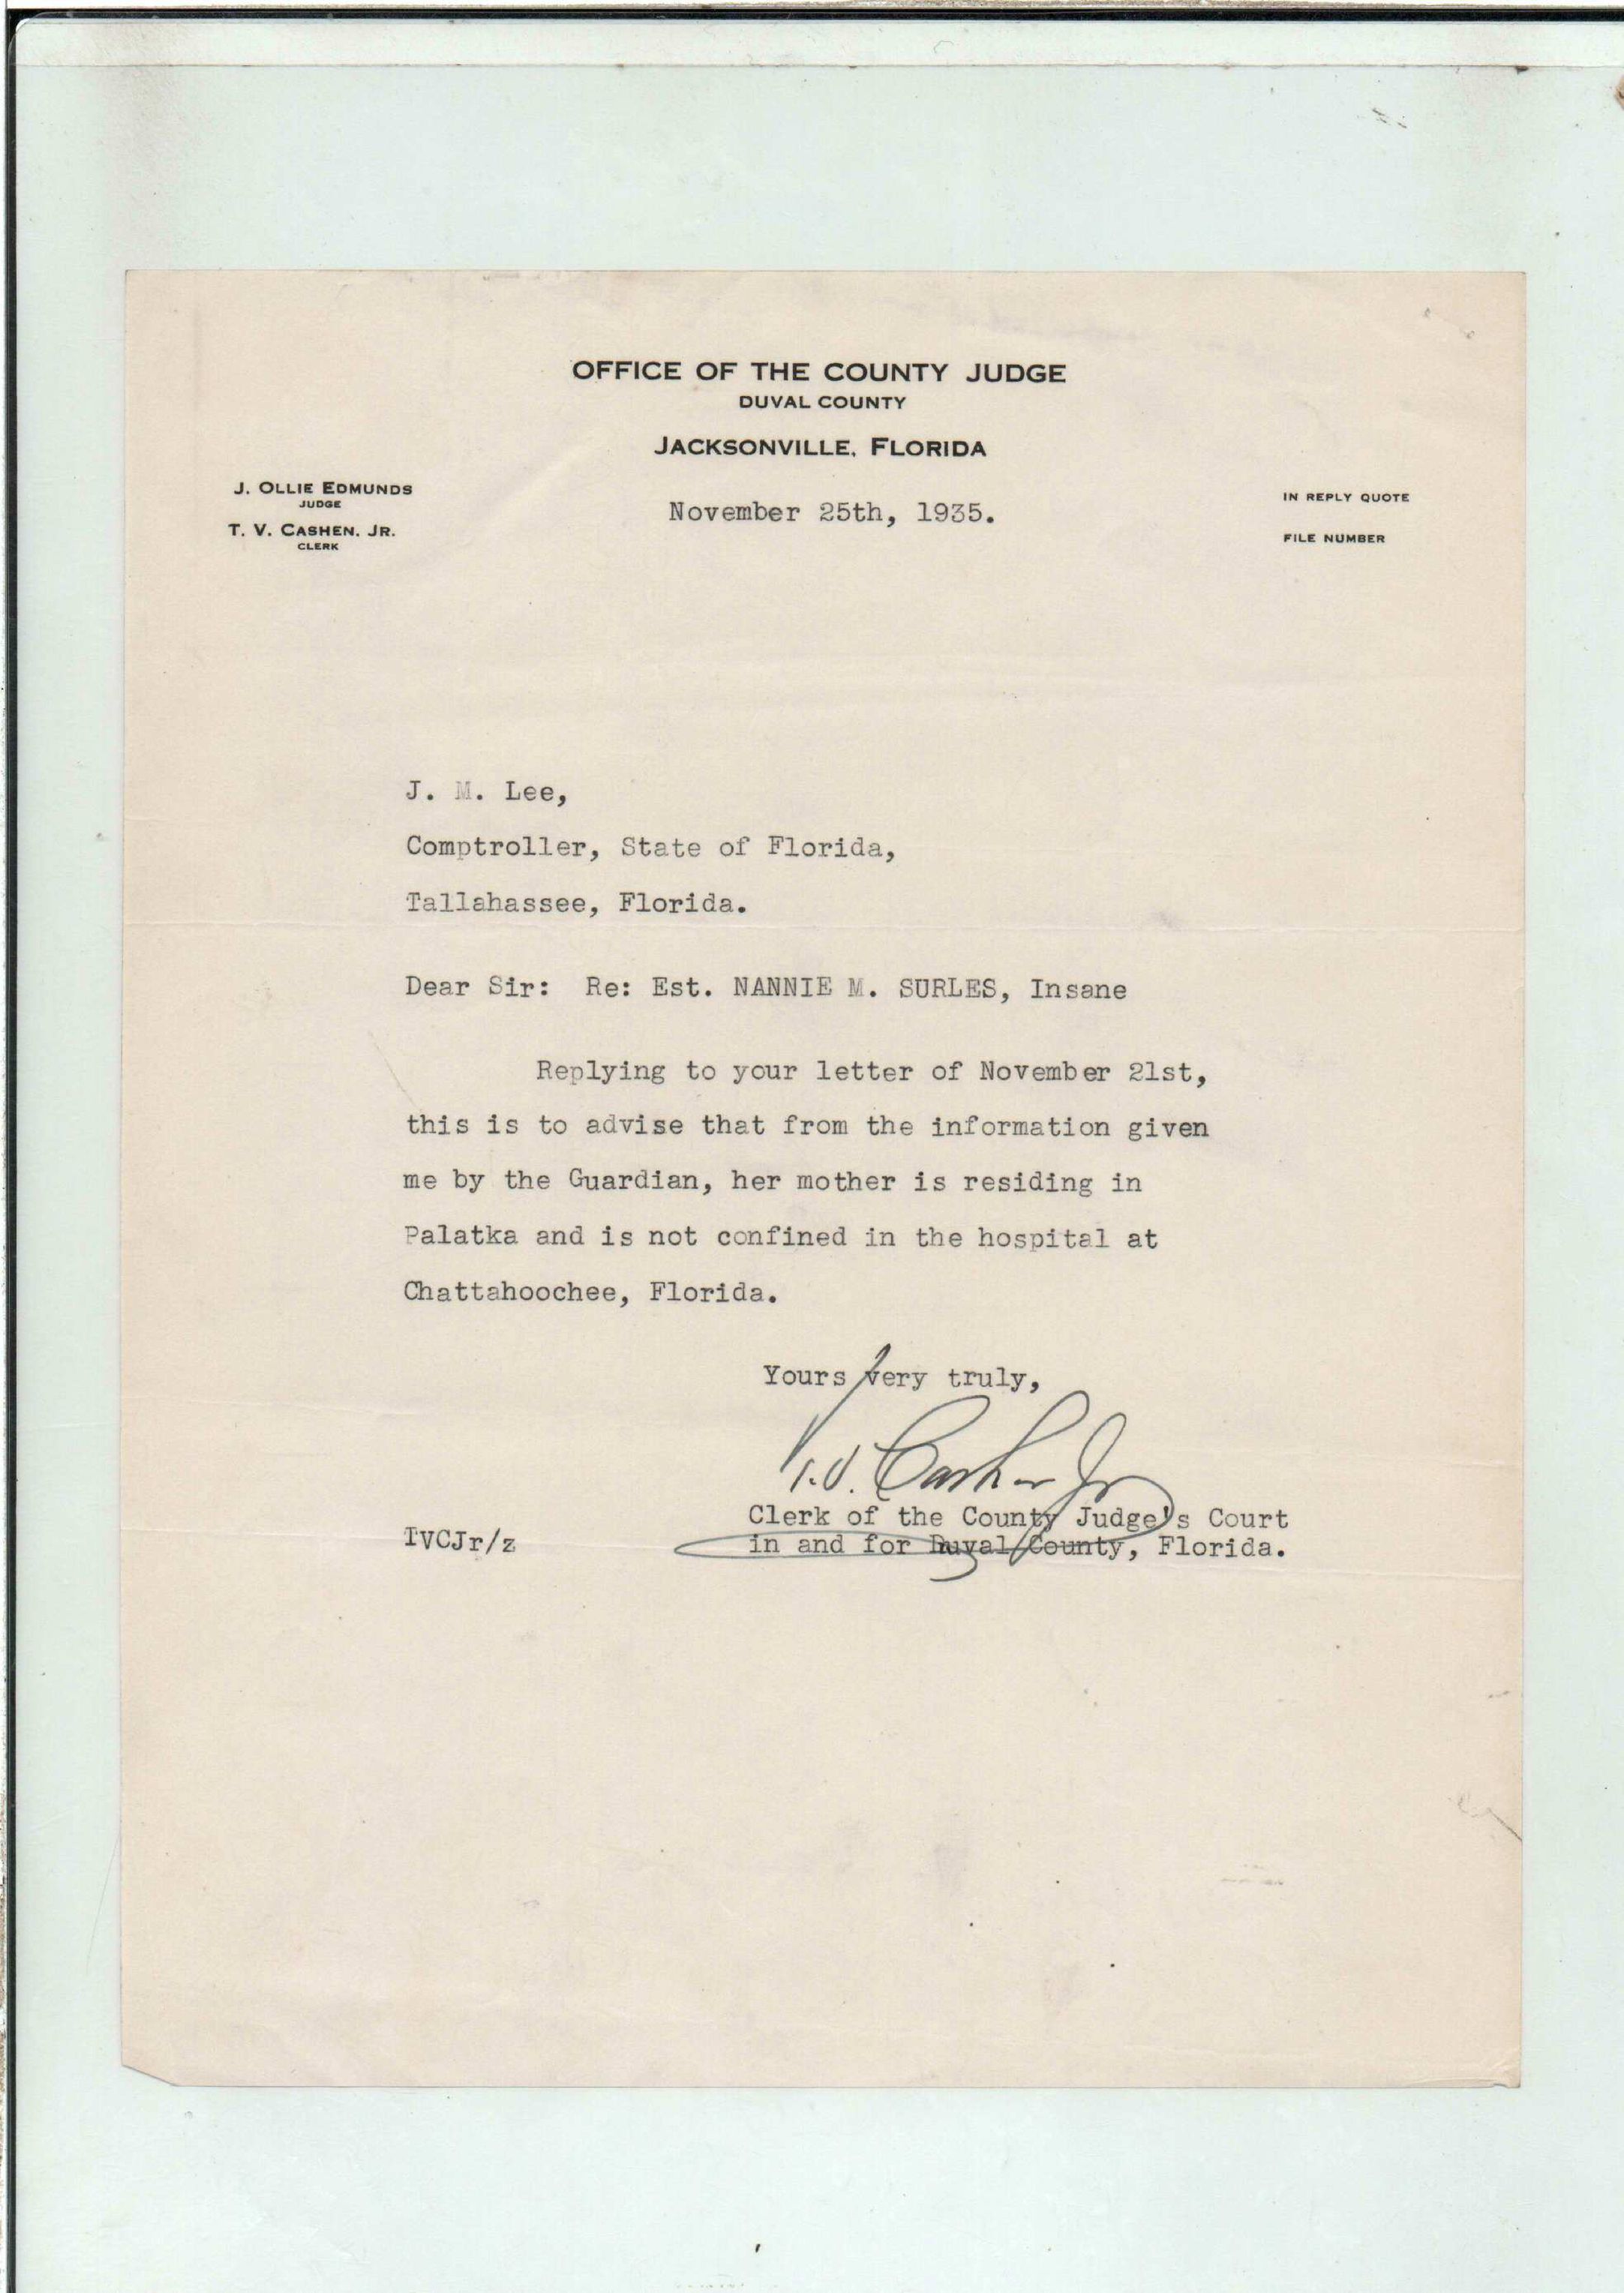 OFFICE OF THE COUNTY JUDGE
DUVAL COUNTY
JACKSONVILLE, FLORIDA
J. OLLIE EDMUNDS
JUDGE
T. V. CASHEN, JR.
CLERK
November 25th, 1935.
IN REPLY QUOTE
FILE NUMBER
J. M. Lee,
Comptroller, State of Florida,
Tallahassee, Florida.
Dear Sir: Re: Est. NANNIE M. SURLES, Insane
Replying to your letter of November 21st,
this is to advise that from the information given
me by the Guardian, her mother is residing in
Palatka and is not confined in the hospital at
Chattahoochee, Florida.
Yours very truly,
T.V. Cashen Jr
Clerk of the County Judge's Court
in and for Duval County, Florida.
TVCJr/z